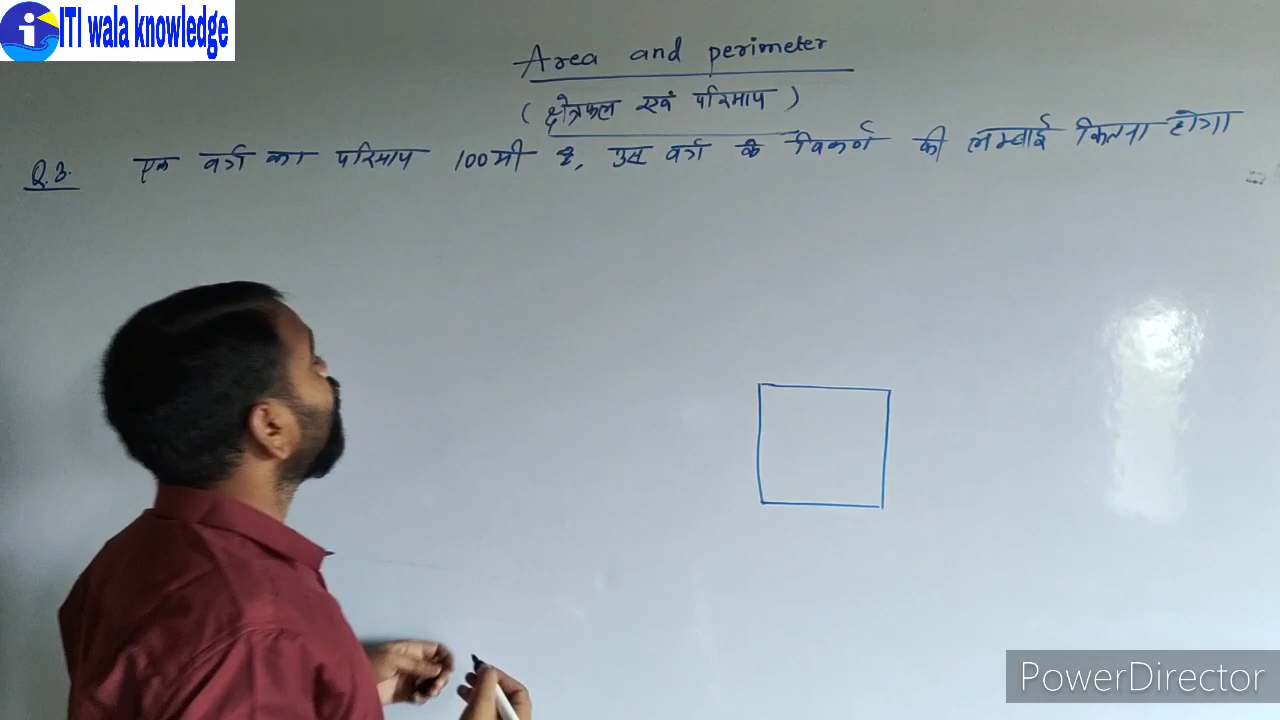 ITI wala knowledge
Area and perimeter
( क्षेत्रफल एवं परिमाप )
Q.3. एक वर्ग का परिमाप 100मी है, उस वर्ग के विकर्ण की लम्बाई कितना होगा
PowerDirector